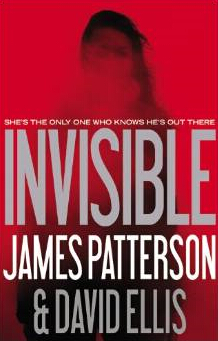 SHE'S THE ONLY ONE WHO KNOWS HE'S OUT THERE
INVISIBLE
JAMES PATTERSON
& DAVID ELLIS